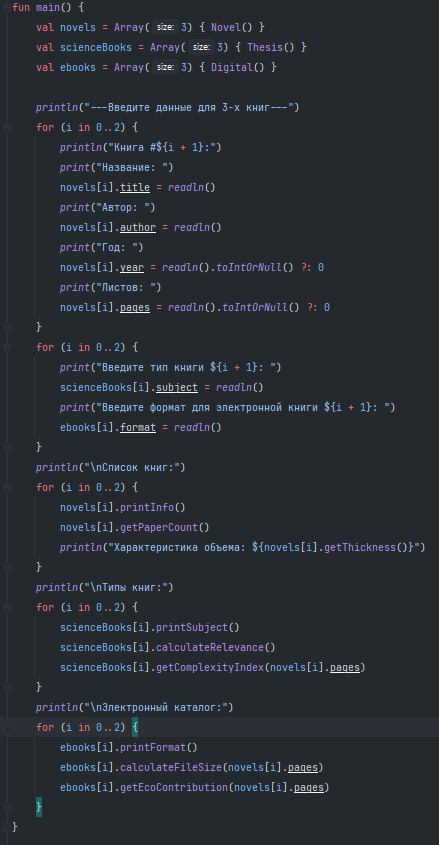 fun main() {
    val novels = Array( size: 3) { Novel() }
    val scienceBooks = Array( size: 3) { Thesis() }
    val ebooks = Array( size: 3) { Digital() }

    println("---Введите данные для 3-х книг---")
    for (i in 0..2) {
        println("Книга #${i + 1}:")
        print("Название: ")
        novels[i].title = readln()
        print("Автор: ")
        novels[i].author = readln()
        print("Год: ")
        novels[i].year = readln().toIntOrNull() ?: 0
        print("Листов: ")
        novels[i].pages = readln().toIntOrNull() ?: 0
    }
    for (i in 0..2) {
        print("Введите тип книги ${i + 1}: ")
        scienceBooks[i].subject = readln()
        print("Введите формат для электронной книги ${i + 1}: ")
        ebooks[i].format = readln()
    }
    println("\nСписок книг:")
    for (i in 0..2) {
        novels[i].printInfo()
        novels[i].getPaperCount()
        println("Характеристика объема: ${novels[i].getThickness()}")
    }
    println("\nТипы книг:")
    for (i in 0..2) {
        scienceBooks[i].printSubject()
        scienceBooks[i].calculateRelevance()
        scienceBooks[i].getComplexityIndex(novels[i].pages)
    }
    println("\nЭлектронный каталог:")
    for (i in 0..2) {
        ebooks[i].printFormat()
        ebooks[i].calculateFileSize(novels[i].pages)
        ebooks[i].getEcoContribution(novels[i].pages)
    }
}